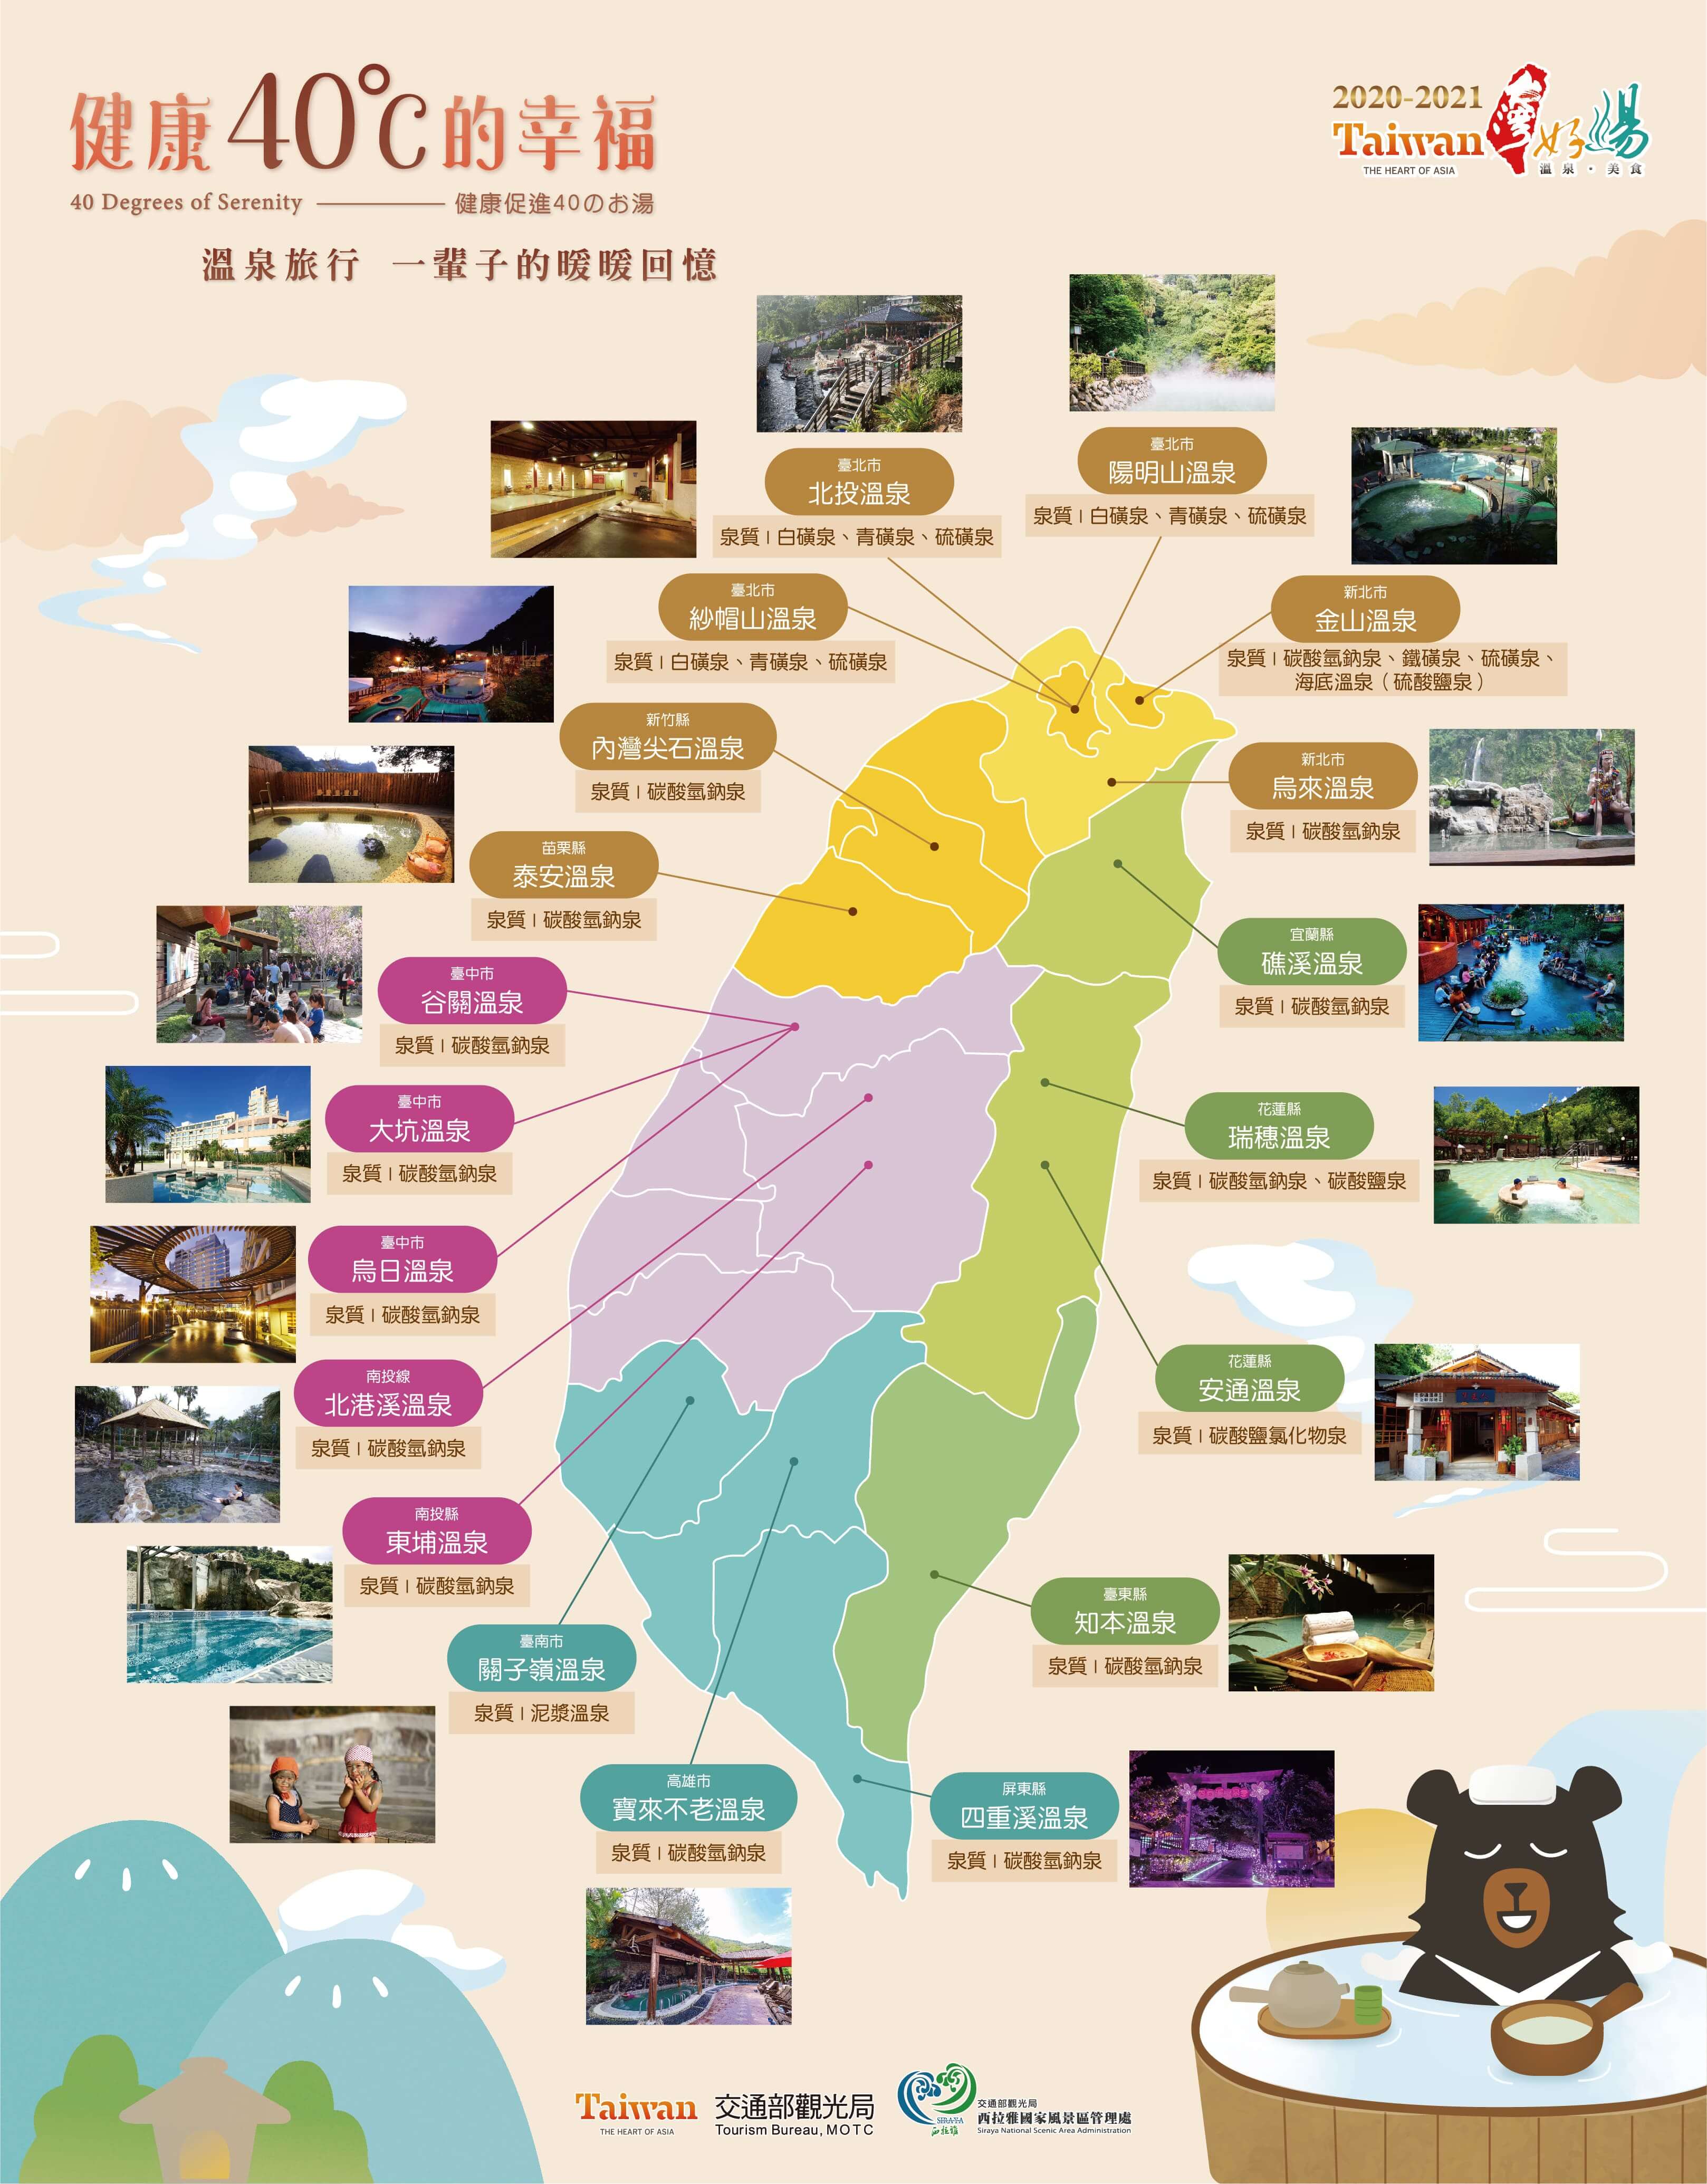 健康40℃的幸福
40 Degrees of Serenity
健康促進40のお湯
溫泉旅行 一輩子的暖暖回憶
2020-2021
Taiwan
THE HEART OF ASIA
灣好湯
溫泉・美食
臺北市
北投溫泉
泉質|白磺泉、青磺泉、硫磺泉
臺北市
陽明山溫泉
泉質|白磺泉、青磺泉、硫磺泉
臺北市
紗帽山溫泉
泉質|白磺泉、青磺泉、硫磺泉
新北市
金山溫泉
泉質|碳酸氫鈉泉、鐵磺泉、硫磺泉、
海底溫泉(硫酸鹽泉)
新竹縣
內灣尖石溫泉
泉質|碳酸氫鈉泉
新北市
烏來溫泉
泉質|碳酸氫鈉泉
苗栗縣
泰安溫泉
泉質|碳酸氫鈉泉
宜蘭縣
礁溪溫泉
泉質|碳酸氫鈉泉
臺中市
谷關溫泉
泉質|碳酸氫鈉泉
臺中市
大坑溫泉
泉質|碳酸氫鈉泉
花蓮縣
瑞穗溫泉
泉質|碳酸氫鈉泉、碳酸鹽泉
臺中市
烏日溫泉
泉質|碳酸氫鈉泉
南投線
北港溪溫泉
泉質|碳酸氫鈉泉
花蓮縣
安通溫泉
泉質|碳酸鹽氯化物泉
南投縣
東埔溫泉
泉質|碳酸氫鈉泉
臺東縣
知本溫泉
泉質|碳酸氫鈉泉
臺南市
關子嶺溫泉
泉質|泥漿溫泉
高雄市
寶來不老溫泉
泉質|碳酸氫鈉泉
屏東縣
四重溪溫泉
泉質|碳酸氫鈉泉
Taiwan
THE HEART OF ASIA
交通部觀光局
Tourism Bureau, MOTC
SIRAYA
西拉雅
交通部觀光局
西拉雅國家風景區管理處
Siraya National Scenic Area Administration